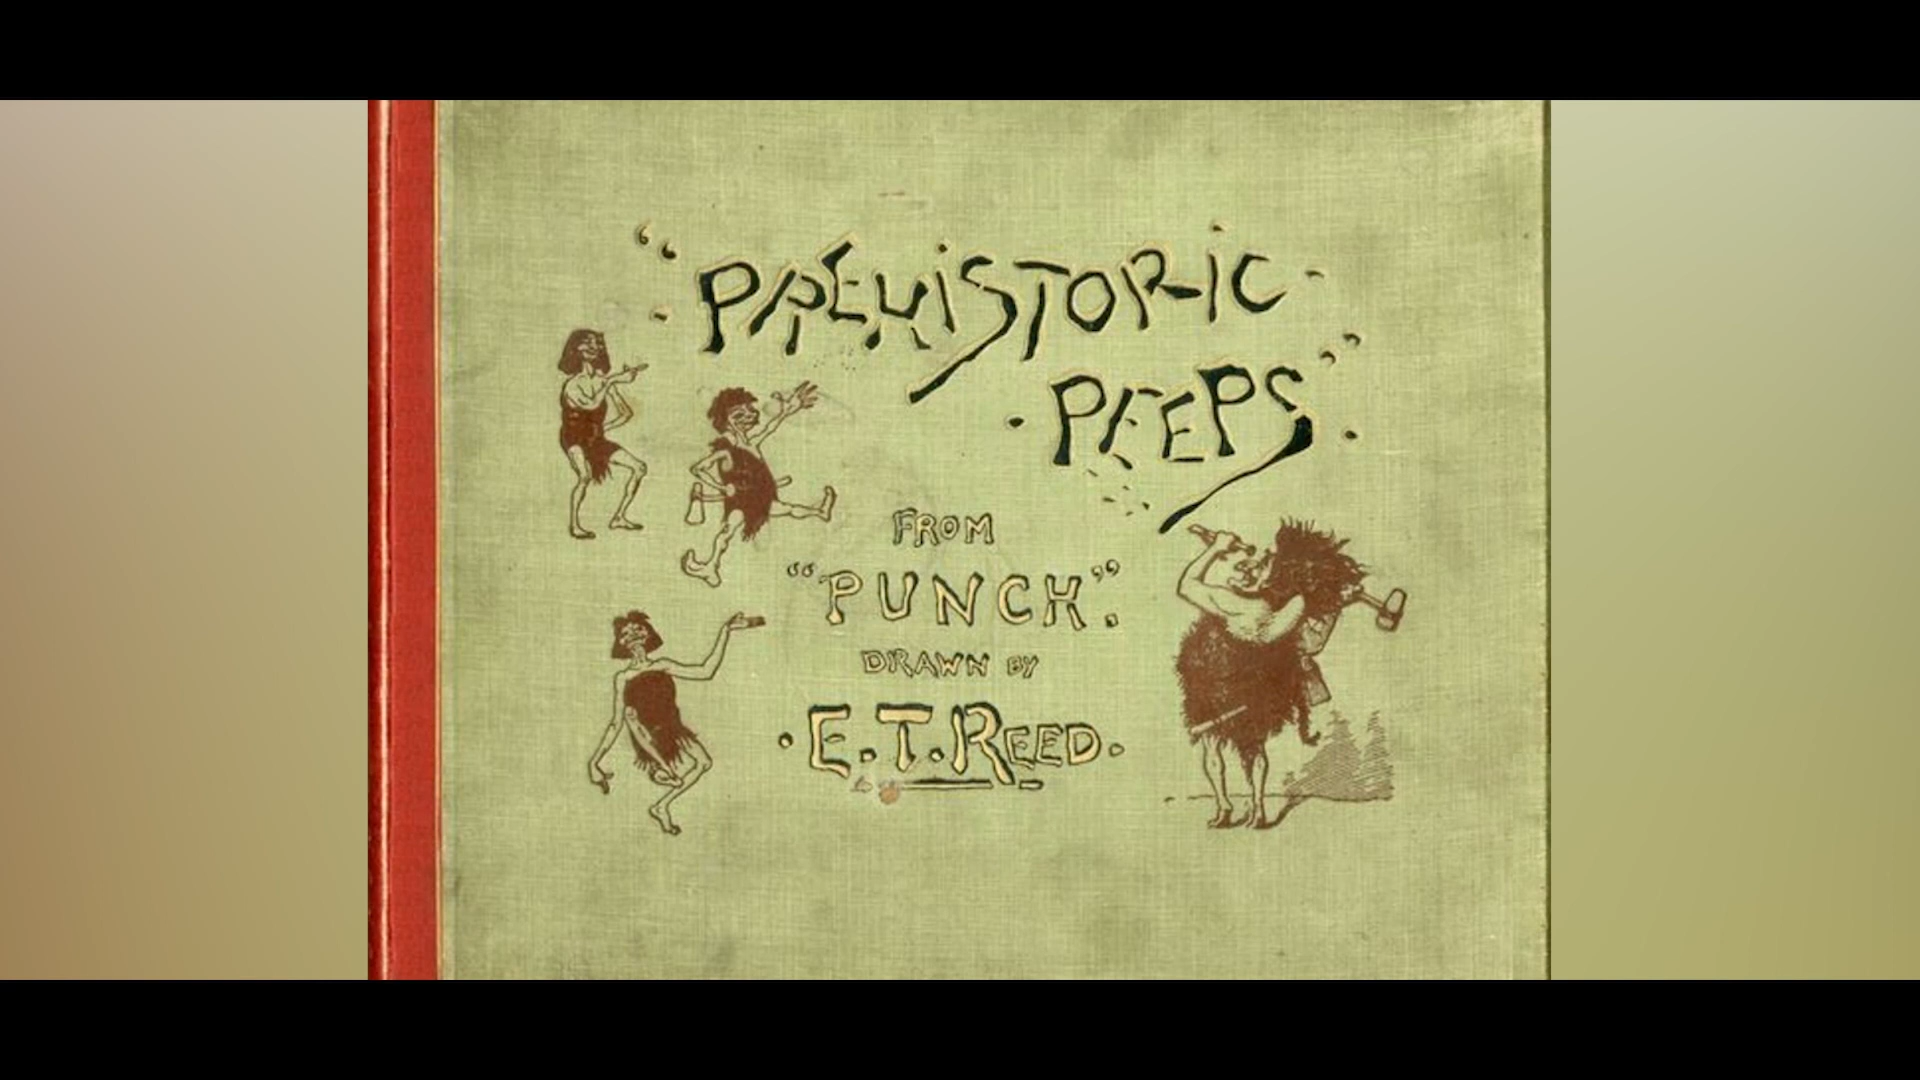 "PREHISTORIC
PEEPS"
FROM
"PUNCH".
DRAWN BY
E.T.REED.